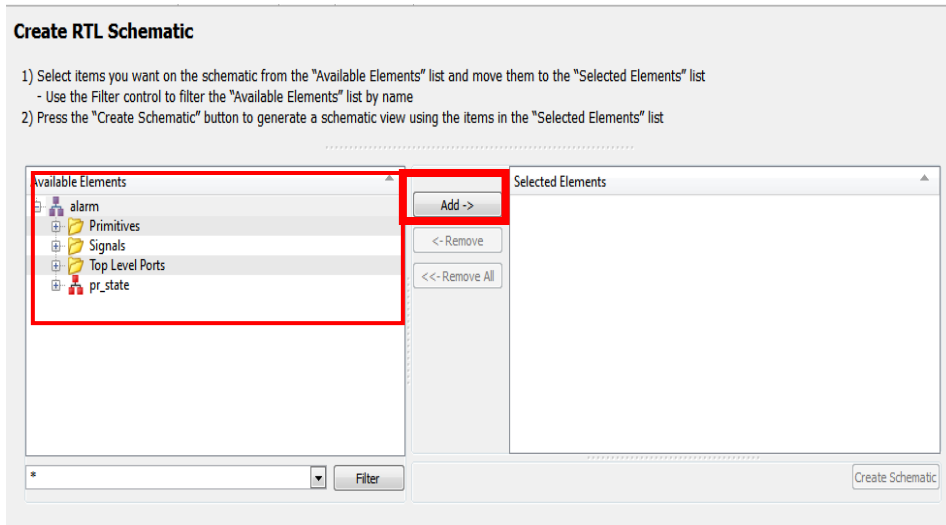 Create RTL Schematic
1) Select items you want on the schematic from the "Available Elements" list and move them to the "Selected Elements" list
- Use the Filter control to filter the "Available Elements" list by name
2) Press the "Create Schematic" button to generate a schematic view using the items in the "Selected Elements" list
Available Elements
alarm
Primitives
Signals
Top Level Ports
pr_state
Add ->
<- Remove
<<- Remove All
Selected Elements
*
Filter
Create Schematic